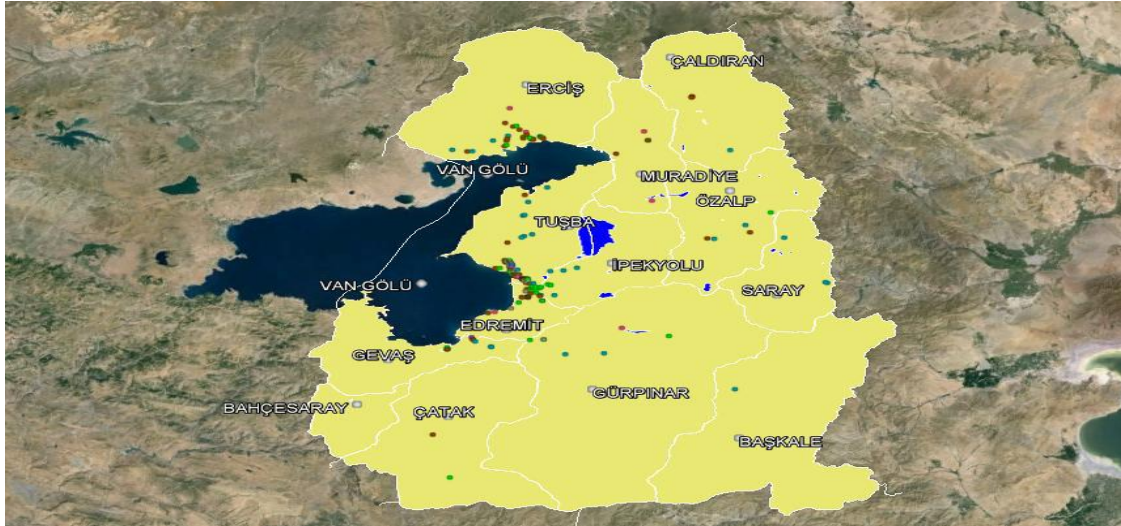 ÇALDIRAN
ERCİŞ
VAN GÖLÜ
MURADİYE
ÖZALP
TUŞBA
İPEKYOLU
VAN GÖLÜ
SARAY
EDREMİT
GEVAŞ
GÜRPINAR
BAHÇESARAY
ÇATAK
BAŞKALE